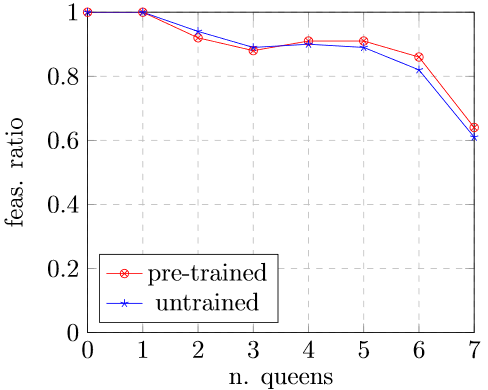 1
0.8
0.6
0.4
0.2
0
feas. ratio
pre-trained
untrained
0 1 2 3 4 5 6 7
n. queens